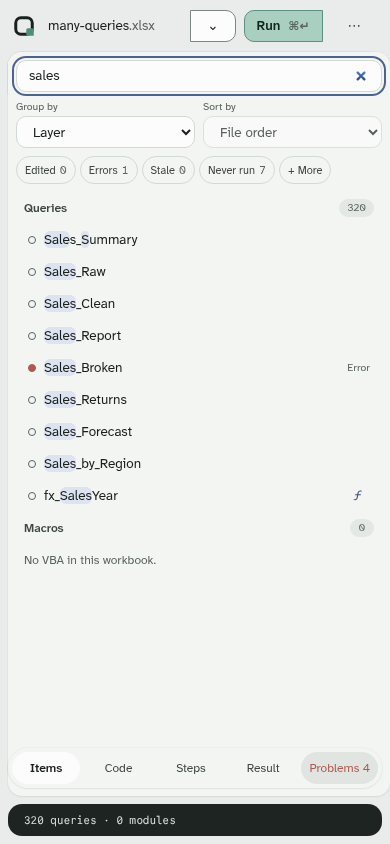 many-queries.xlsx
Run ⌘↵ ···
sales
Group by Sort by
Layer File order
Edited 0 Errors 1 Stale 0 Never run 7 + More
Queries 320
Sales_Summary
Sales_Raw
Sales_Clean
Sales_Report
Sales_Broken Error
Sales_Returns
Sales_Forecast
Sales_by_Region
fx_SalesYear ƒ
Macros 0
No VBA in this workbook.
Items Code Steps Result Problems 4
320 queries · 0 modules